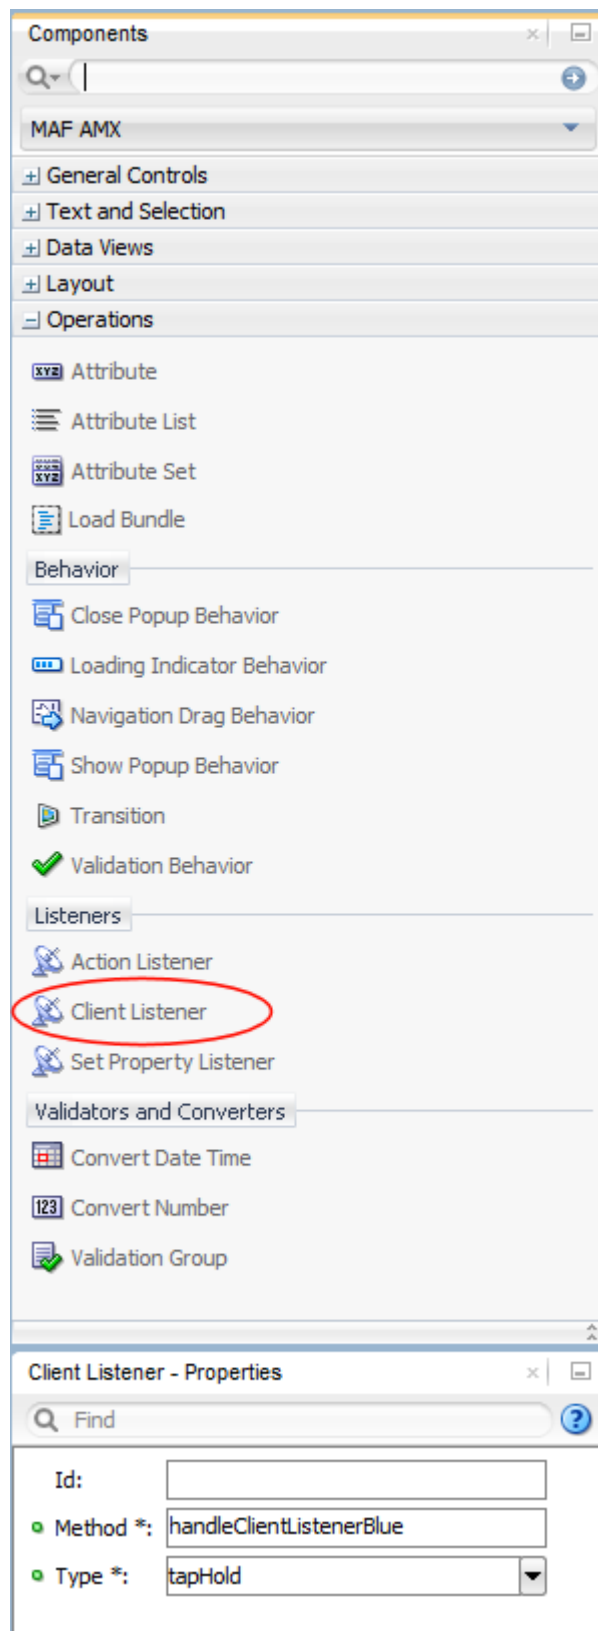 Components
MAF AMX
General Controls
Text and Selection
Data Views
Layout
Operations
XYZ Attribute
Attribute List
XYZ Attribute Set
Load Bundle
Behavior
Close Popup Behavior
Loading Indicator Behavior
Navigation Drag Behavior
Show Popup Behavior
Transition
Validation Behavior
Listeners
Action Listener
Client Listener
Set Property Listener
Validators and Converters
Convert Date Time
123 Convert Number
Validation Group
Client Listener - Properties
Find ?
Id:
Method *: handleClientListenerBlue
Type *: tapHold